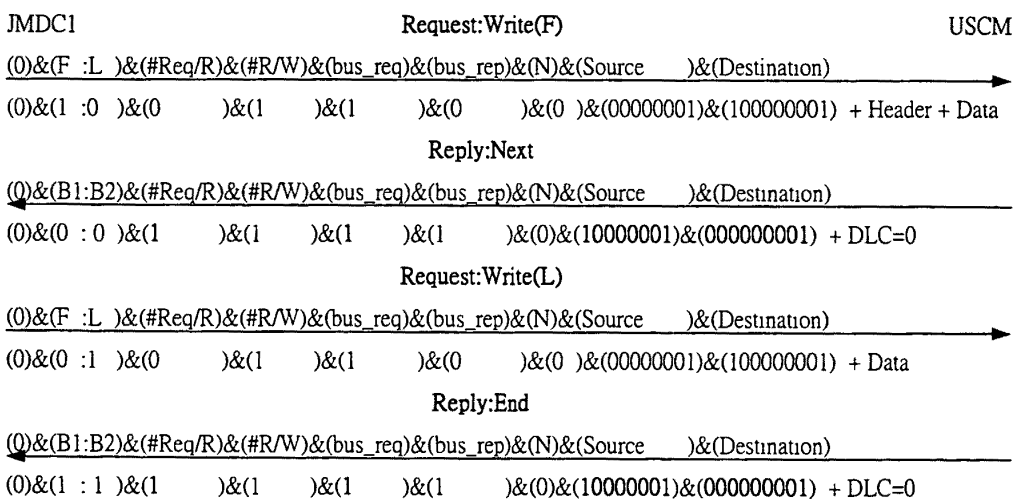 JMDC1 Request:Write(F) USCM
(0)&(F :L )&(#Req/R)&(#R/W)&(bus_req)&(bus_rep)&(N)&(Source )&(Destination)
(0)&(1 :0 )&(0 )&(1 )&(1 )&(0 )&(0 )&(00000001)&(100000001) + Header + Data
Reply:Next
(0)&(B1:B2)&(#Req/R)&(#R/W)&(bus_req)&(bus_rep)&(N)&(Source )&(Destination)
(0)&(0 : 0 )&(1 )&(1 )&(1 )&(1 )&(0)&(10000001)&(000000001) + DLC=0
Request:Write(L)
(0)&(F :L )&(#Req/R)&(#R/W)&(bus_req)&(bus_rep)&(N)&(Source )&(Destination)
(0)&(0 :1 )&(0 )&(1 )&(1 )&(0 )&(0 )&(00000001)&(100000001) + Data
Reply:End
(0)&(B1:B2)&(#Req/R)&(#R/W)&(bus_req)&(bus_rep)&(N)&(Source )&(Destination)
(0)&(1 : 1 )&(1 )&(1 )&(1 )&(1 )&(0)&(10000001)&(000000001) + DLC=0